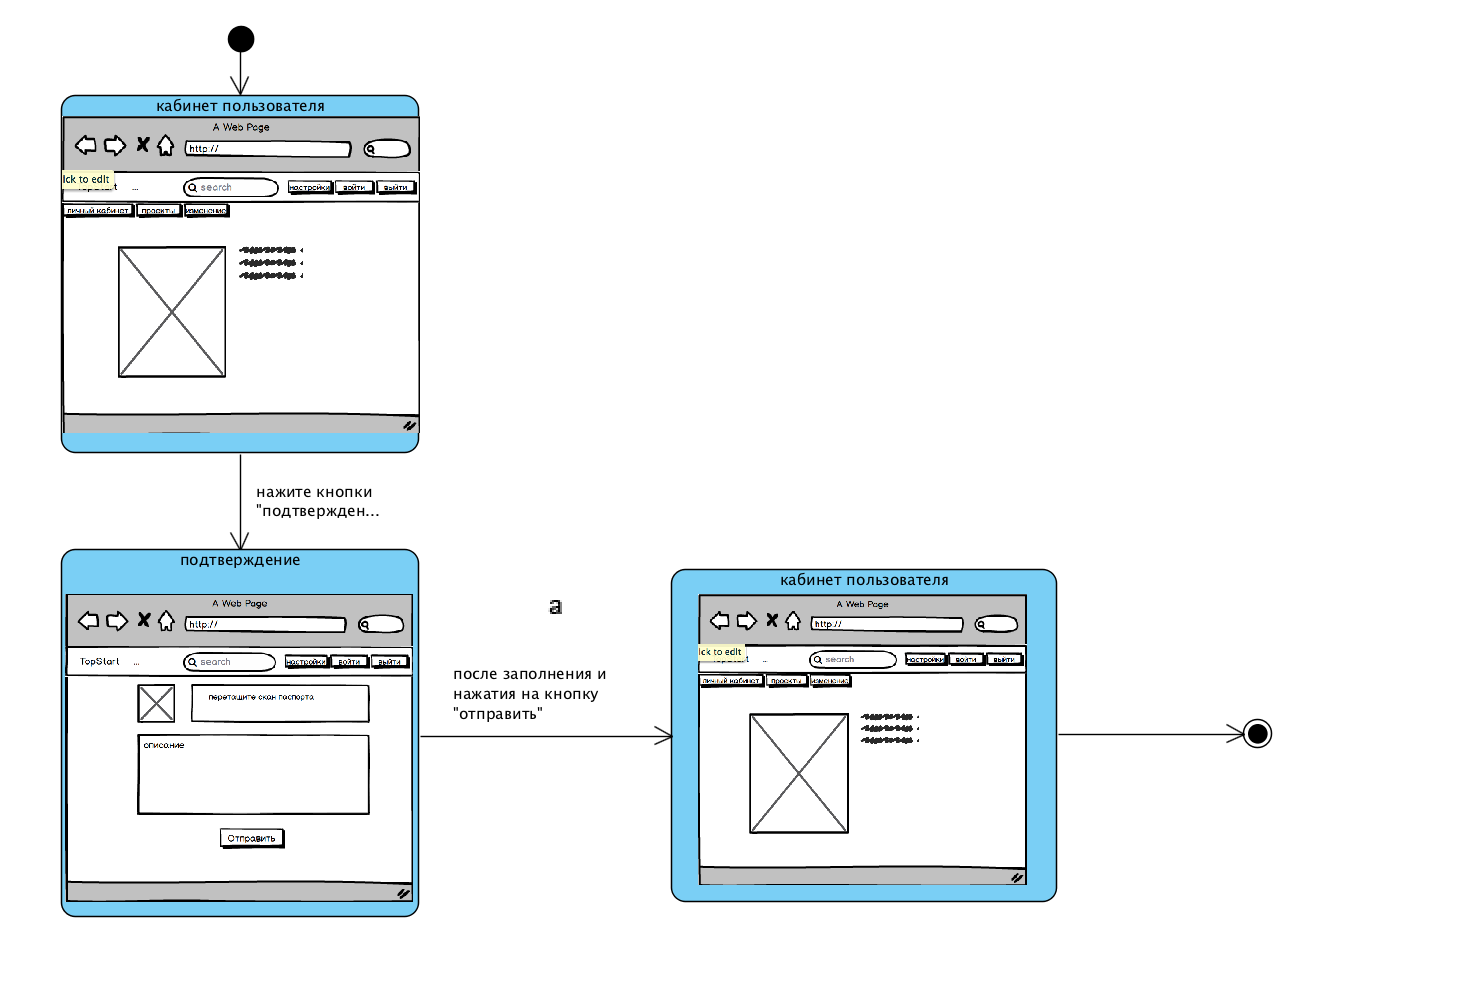 кабинет пользователя
A Web Page
http://
ick to edit
...
search
настройки
войти
выйти
личный кабинет
проекты
изменение
нажите кнопки
"подтвержден...
подтверждение
A Web Page
http://
TopStart
...
search
настройки
войти
выйти
перетащите скан паспорта
описание
Отправить
a
после заполнения и
нажатия на кнопку
"отправить"
кабинет пользователя
A Web Page
http://
ick to edit
search
настройки
войти
выйти
личный кабинет
проекты
изменение